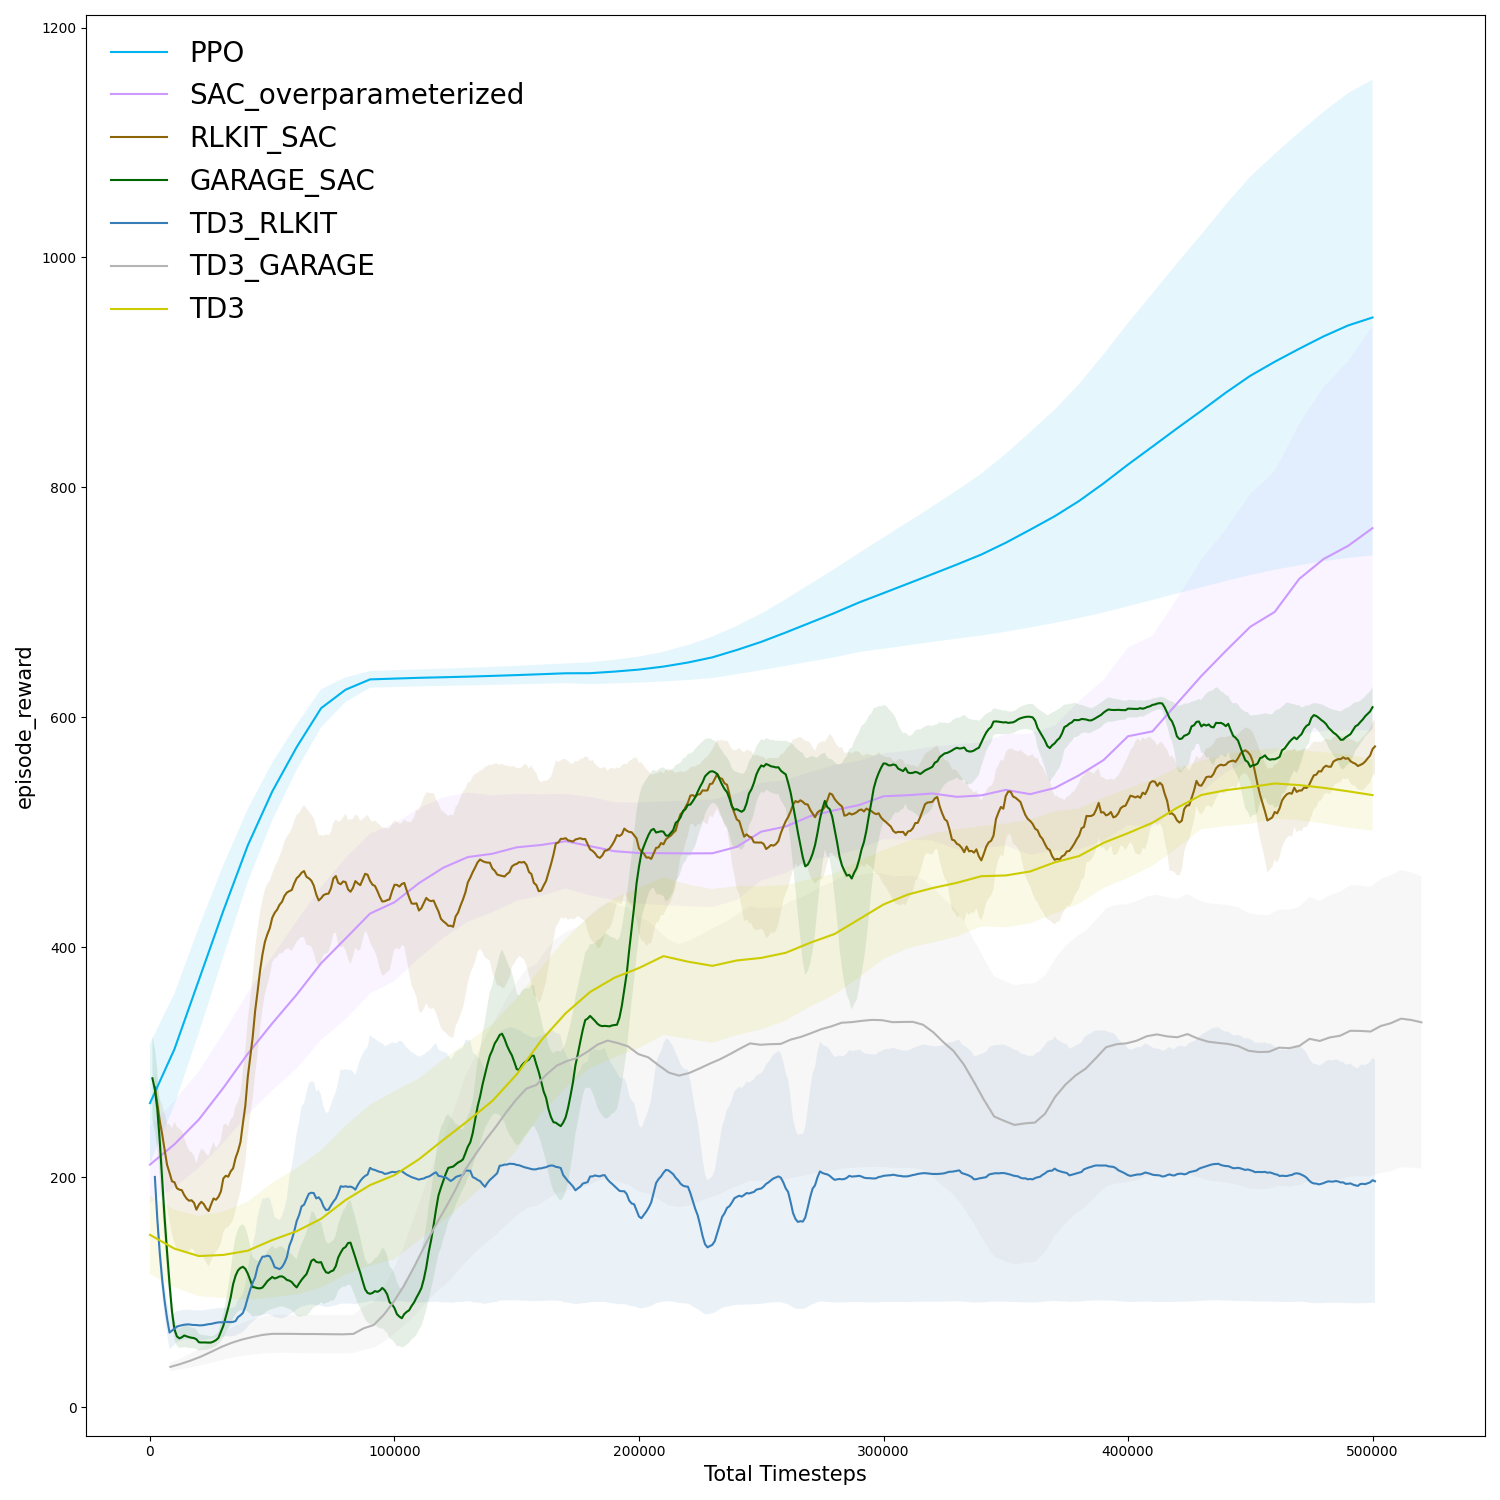 PPO
SAC_overparameterized
RLKIT_SAC
GARAGE_SAC
TD3_RLKIT
TD3_GARAGE
TD3
1200
1000
800
600
400
200
0
episode_reward
0 100000 200000 300000 400000 500000
Total Timesteps